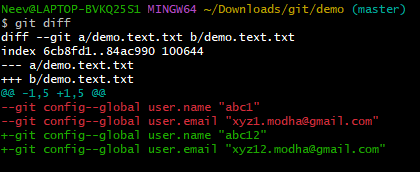 Neev@LAPTOP-BVKQ25S1 MINGW64 ~/Downloads/git/demo (master)
$ git diff
diff --git a/demo.text.txt b/demo.text.txt
index 6cb8fd1..84ac990 100644
--- a/demo.text.txt
+++ b/demo.text.txt
@@ -1,5 +1,5 @@
--git config--global user.name "abc1"
--git config--global user.email "xyz1.modha@gmail.com"
+-git config--global user.name "abc12"
+-git config--global user.email "xyz12.modha@gmail.com"